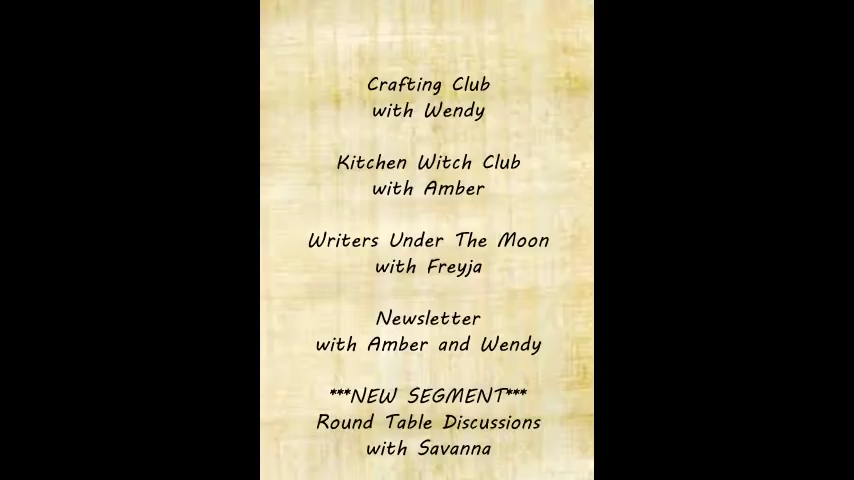 Crafting Club
with Wendy
Kitchen Witch Club
with Amber
Writers Under The Moon
with Freyja
Newsletter
with Amber and Wendy
***NEW SEGMENT***
Round Table Discussions
with Savanna